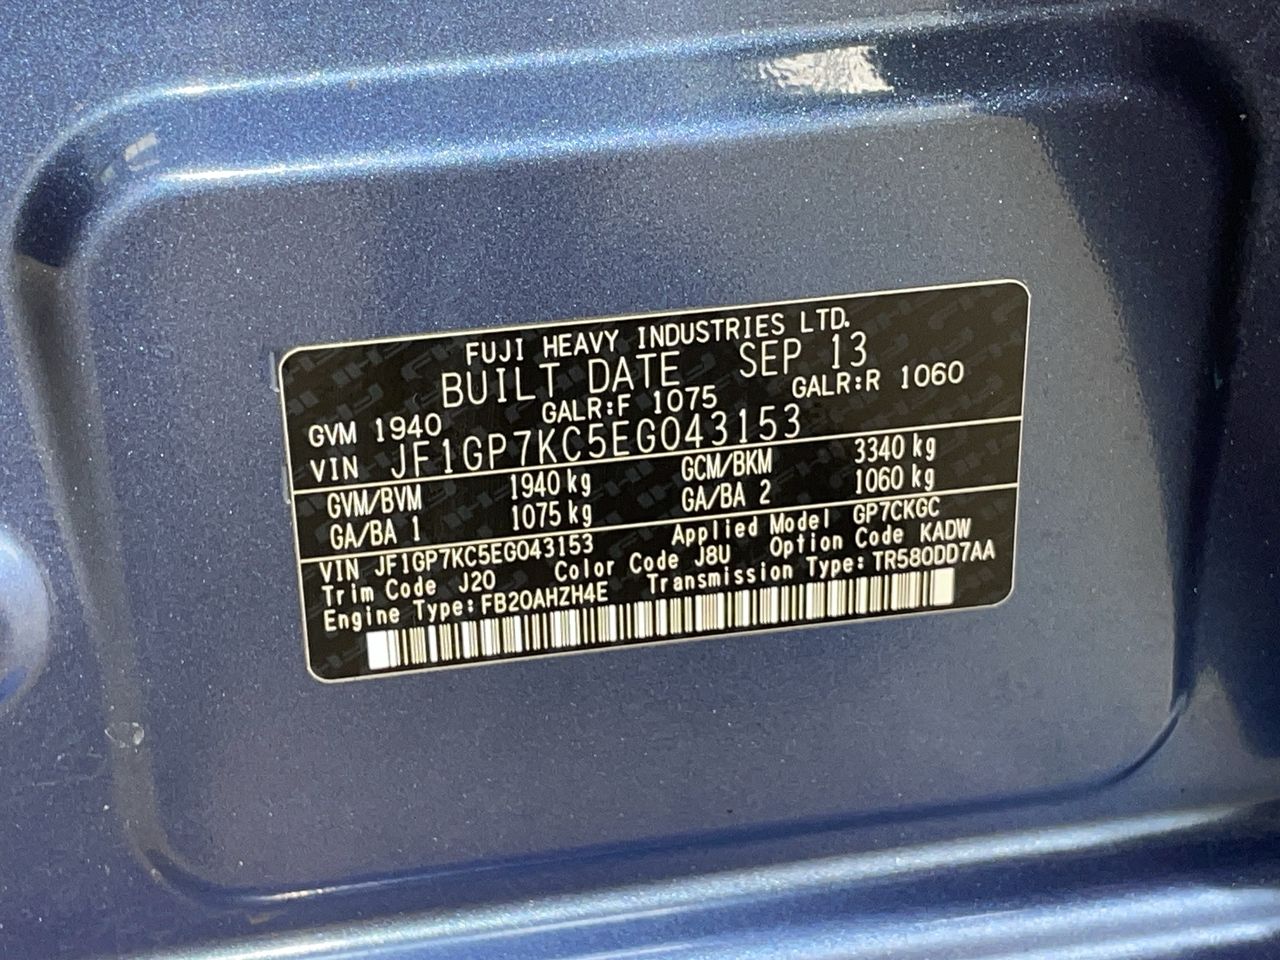 FUJI HEAVY INDUSTRIES LTD.
BUILT DATE SEP 13
GVM 1940 GALR:F 1075 GALR:R 1060
VIN JF1GP7KC5EG043153
GVM/BVM 1940 kg GCM/BKM 3340 kg
GA/BA 1 1075 kg GA/BA 2 1060 kg
VIN JF1GP7KC5EG043153 Applied Model GP7CKGC
Trim Code J20 Color Code J8U Option Code KADW
Engine Type: FB20AHZH4E Transmission Type: TR580DD7AA